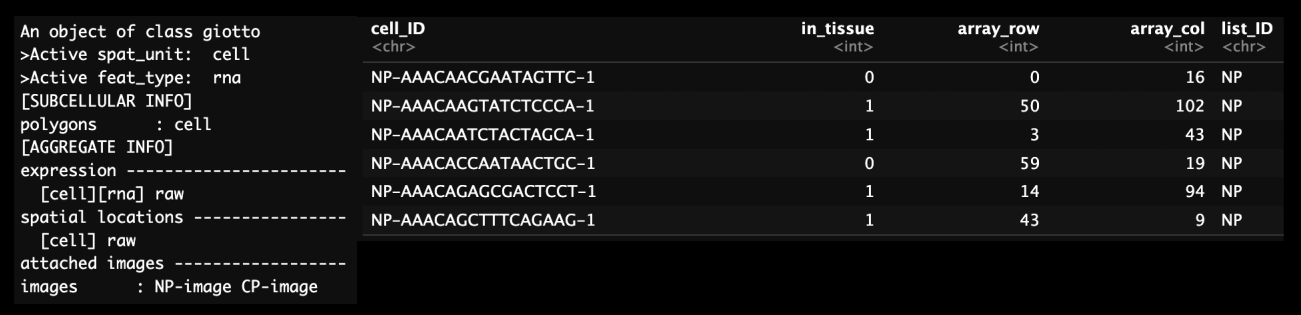 An object of class giotto
>Active spat_unit:  cell
>Active feat_type:  rna
[SUBCELLULAR INFO]
polygons      : cell
[AGGREGATE INFO]
expression -----------------------
  [cell][rna] raw
spatial locations ----------------
  [cell] raw
attached images ------------------
images      : NP-image CP-image
cell_ID in_tissue array_row array_col list_ID
<chr> <int> <int> <int> <chr>
NP-AAACAACGAATAGTTC-1 0 0 16 NP
NP-AAACAAGTATCTCCCA-1 1 50 102 NP
NP-AAACAATCTACTAGCA-1 1 3 43 NP
NP-AAACACCAATAACTGC-1 0 59 19 NP
NP-AAACAGAGCGACTCCT-1 1 14 94 NP
NP-AAACAGCTTTCAGAAG-1 1 43 9 NP